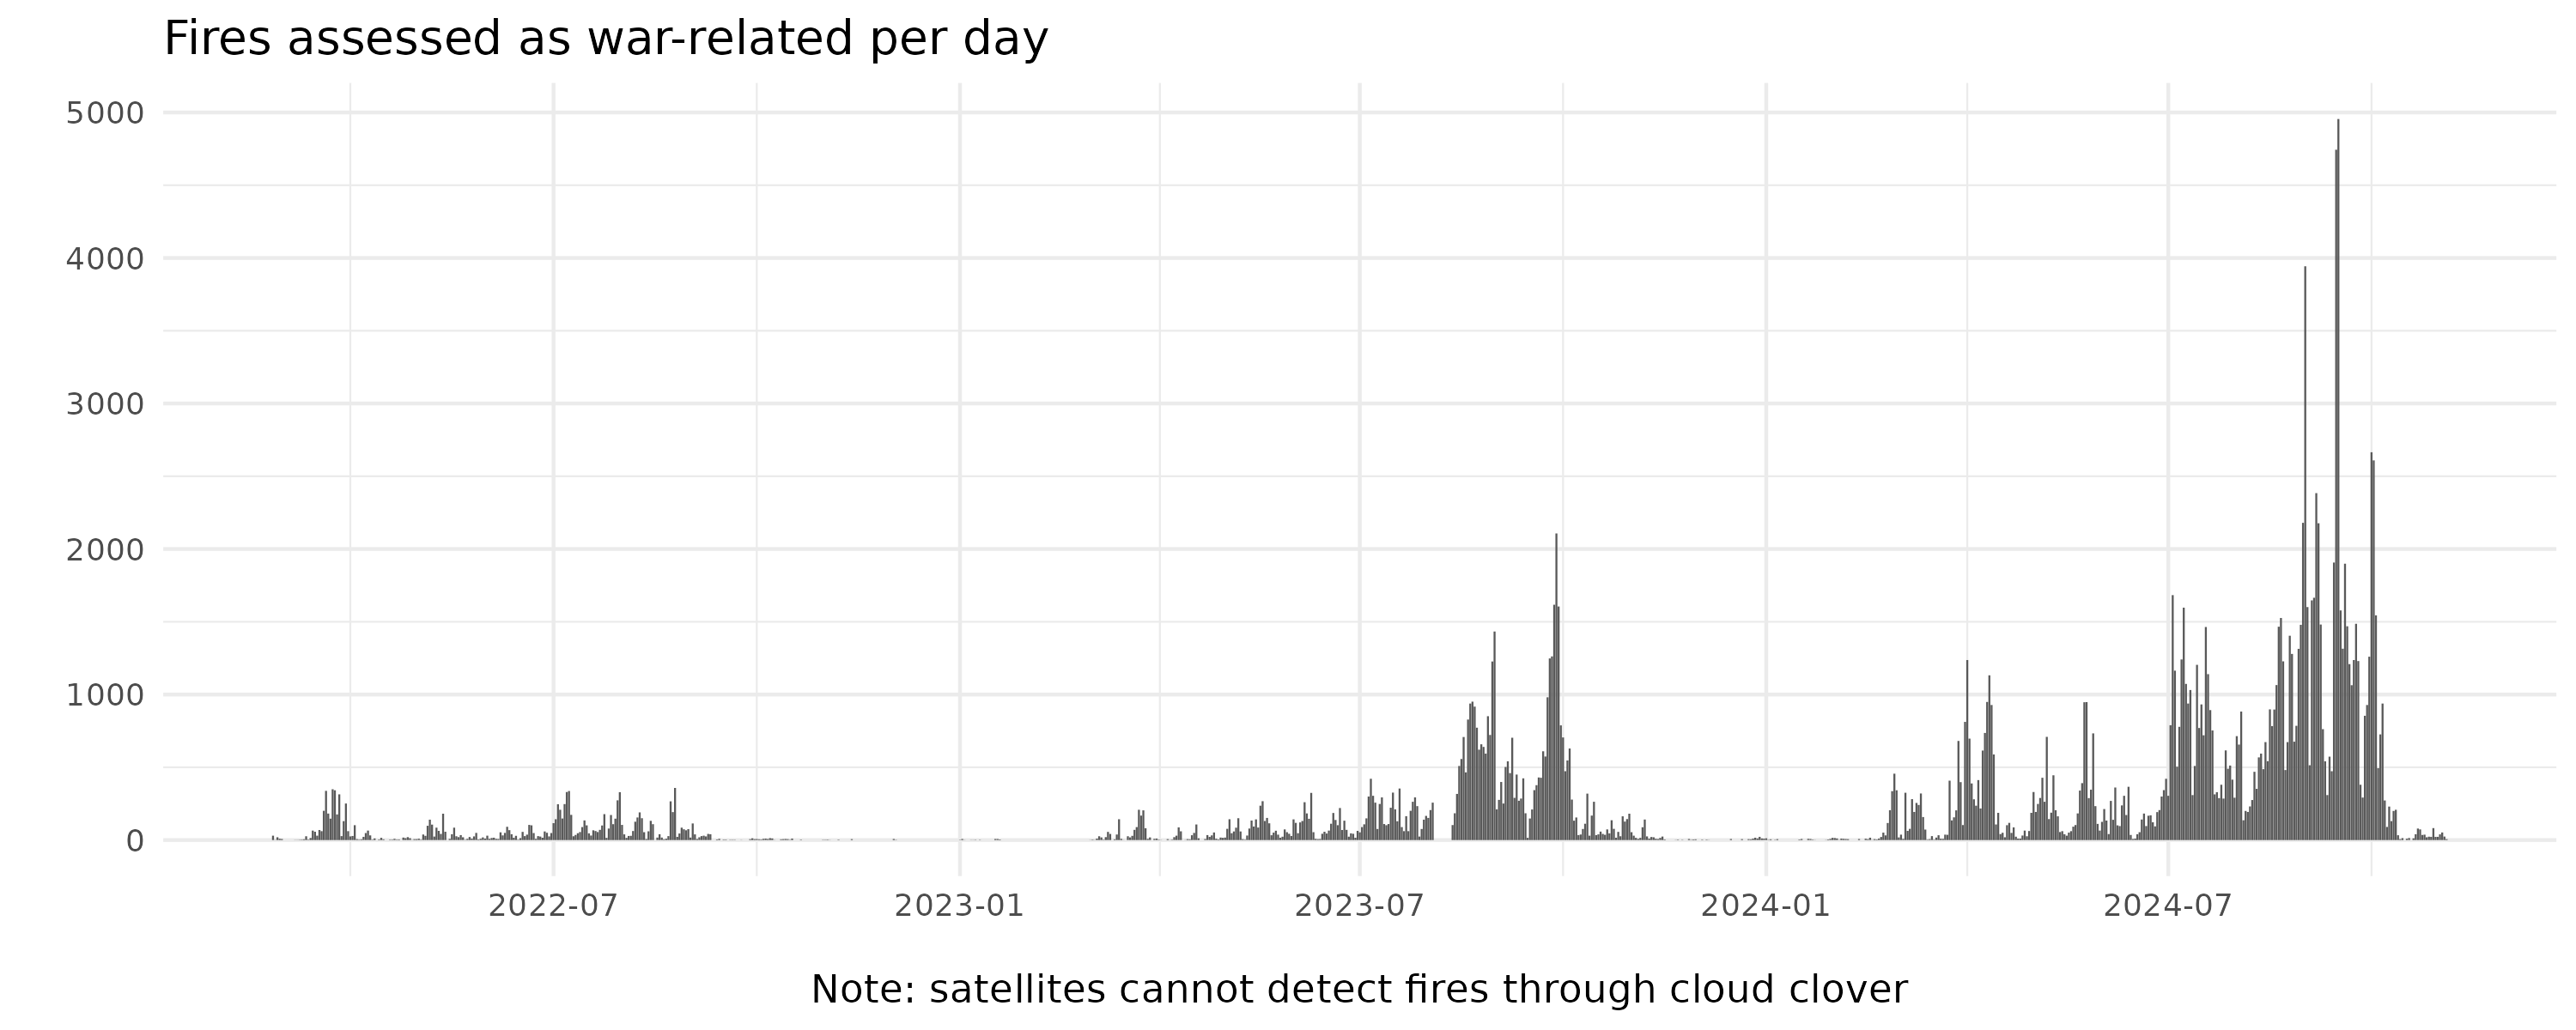 Fires assessed as war-related per day
5000
4000
3000
2000
1000
0
2022-07 2023-01 2023-07 2024-01 2024-07
Note: satellites cannot detect fires through cloud clover